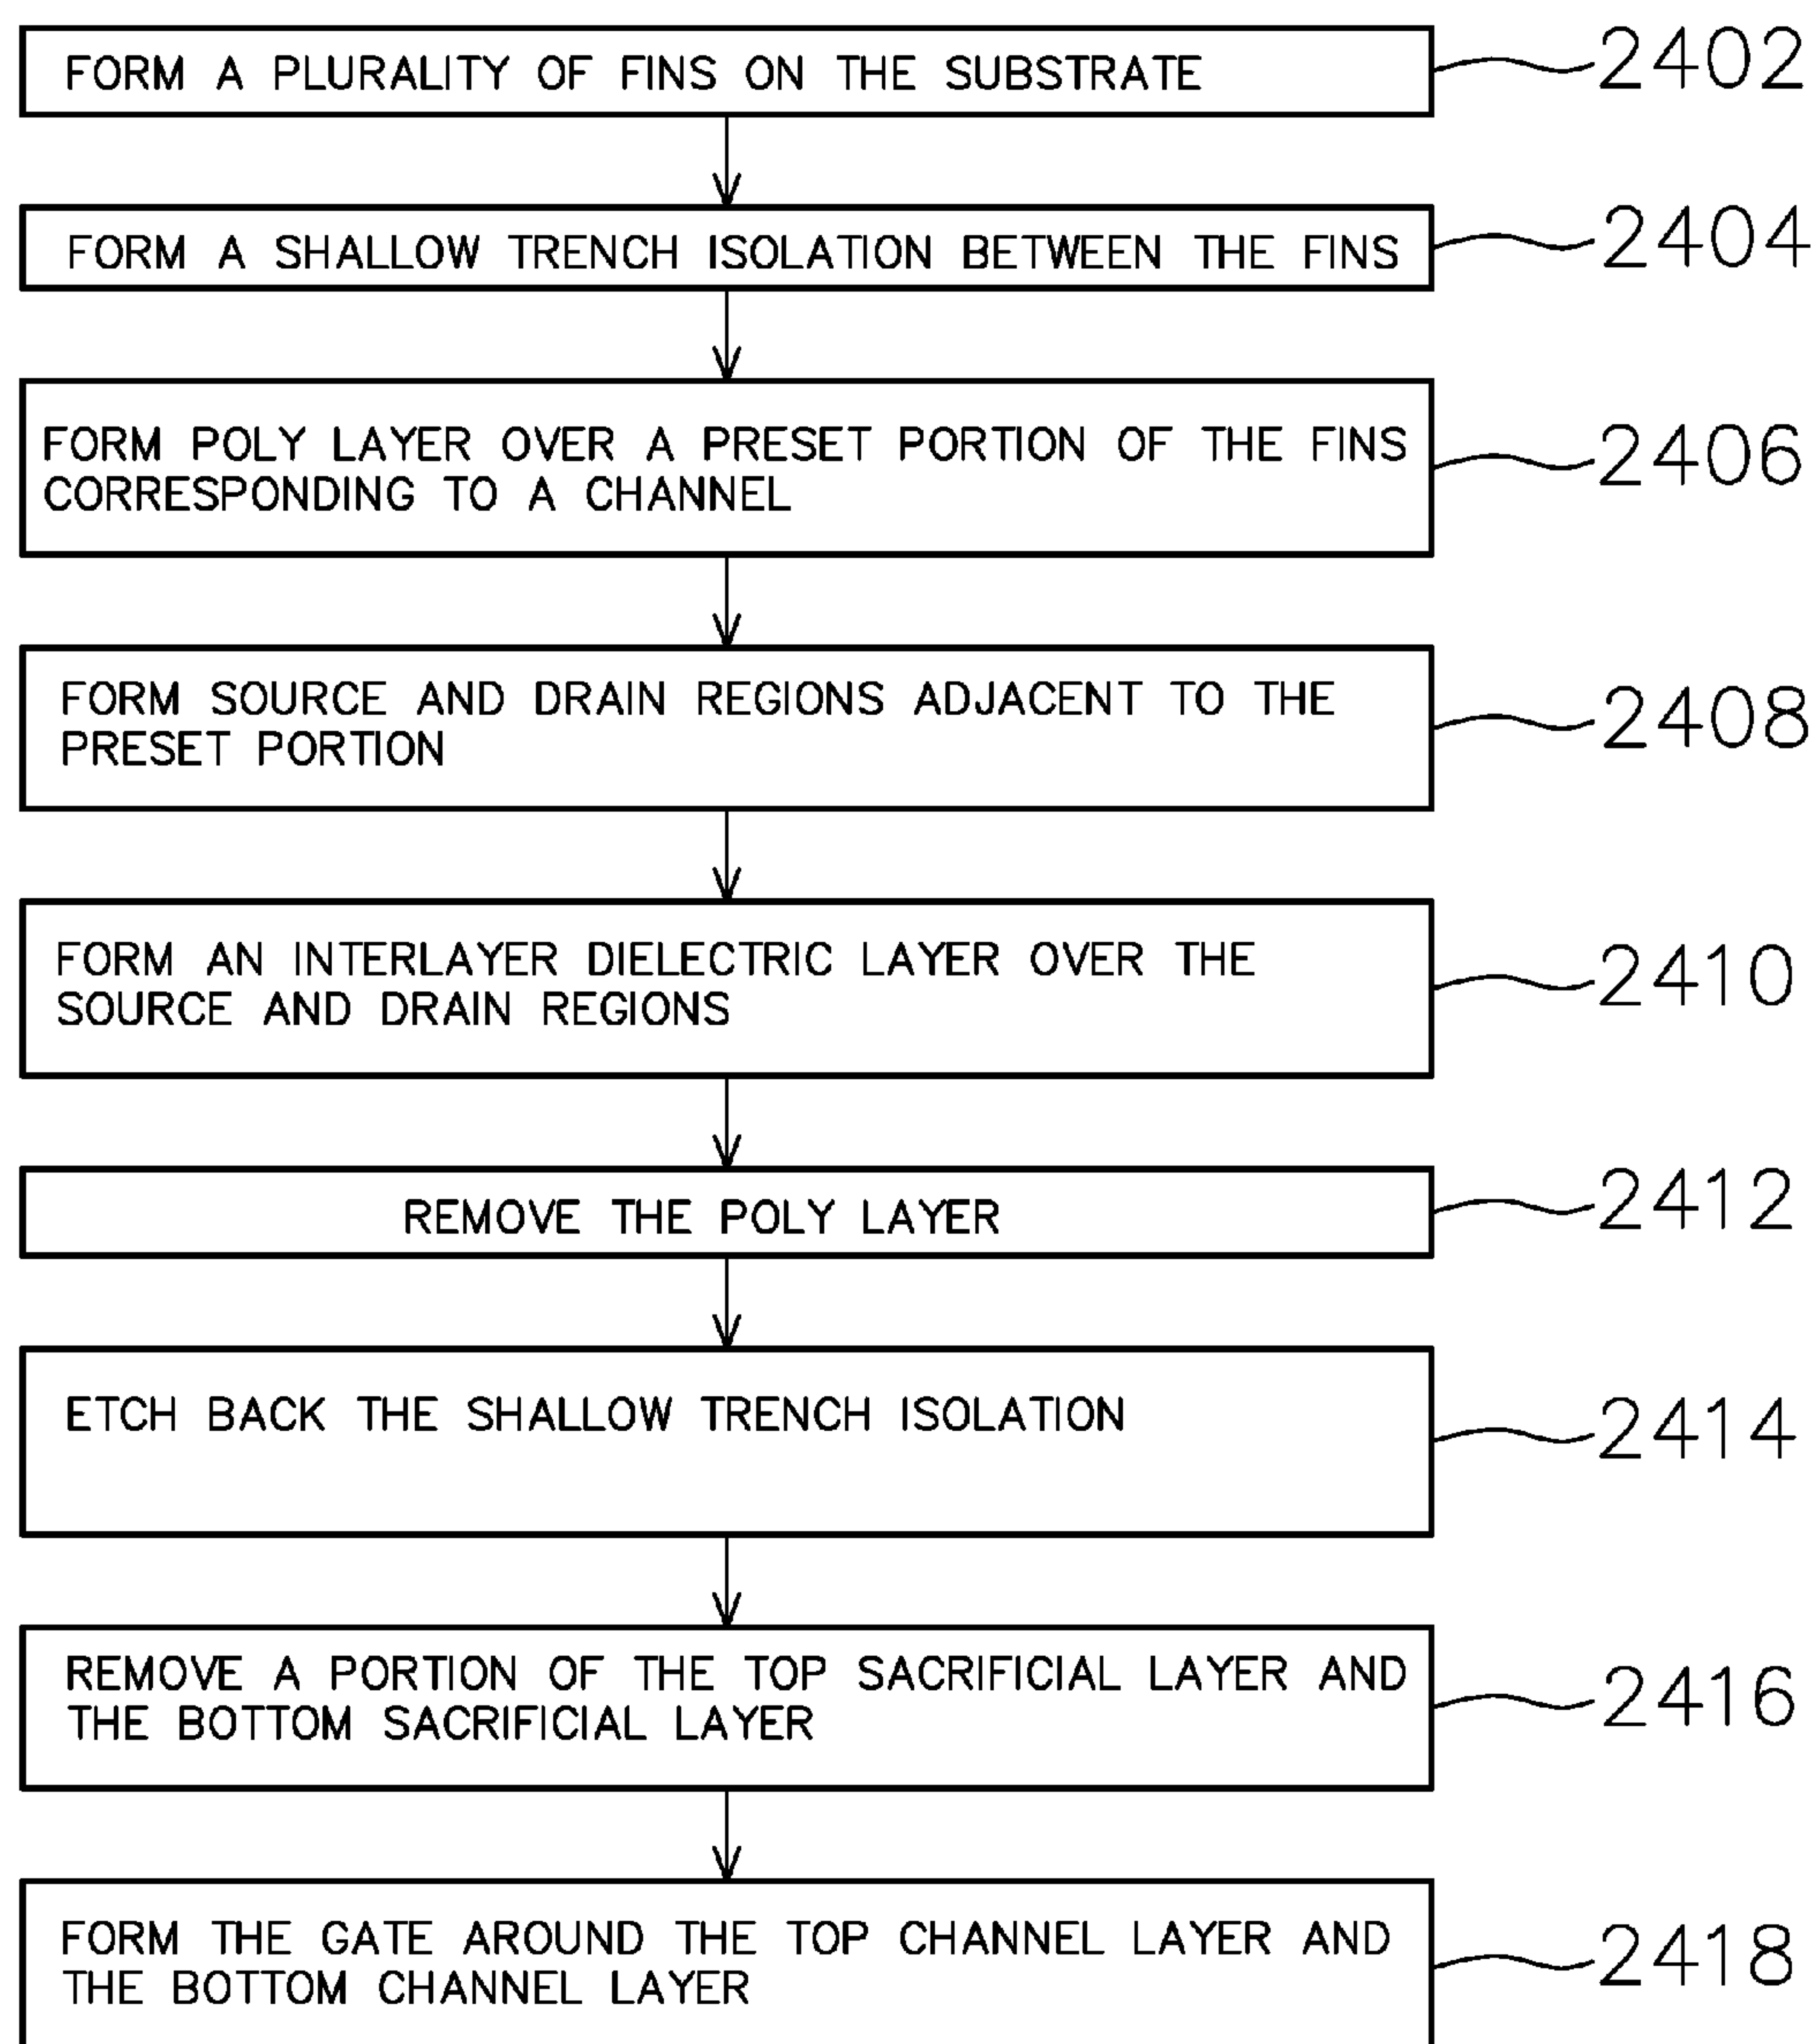 FORM A PLURALITY OF FINS ON THE SUBSTRATE
2402
FORM A SHALLOW TRENCH ISOLATION BETWEEN THE FINS
2404
FORM POLY LAYER OVER A PRESET PORTION OF THE FINS
CORRESPONDING TO A CHANNEL
2406
FORM SOURCE AND DRAIN REGIONS ADJACENT TO THE
PRESET PORTION
2408
FORM AN INTERLAYER DIELECTRIC LAYER OVER THE
SOURCE AND DRAIN REGIONS
2410
REMOVE THE POLY LAYER
2412
ETCH BACK THE SHALLOW TRENCH ISOLATION
2414
REMOVE A PORTION OF THE TOP SACRIFICIAL LAYER AND
THE BOTTOM SACRIFICIAL LAYER
2416
FORM THE GATE AROUND THE TOP CHANNEL LAYER AND
THE BOTTOM CHANNEL LAYER
2418